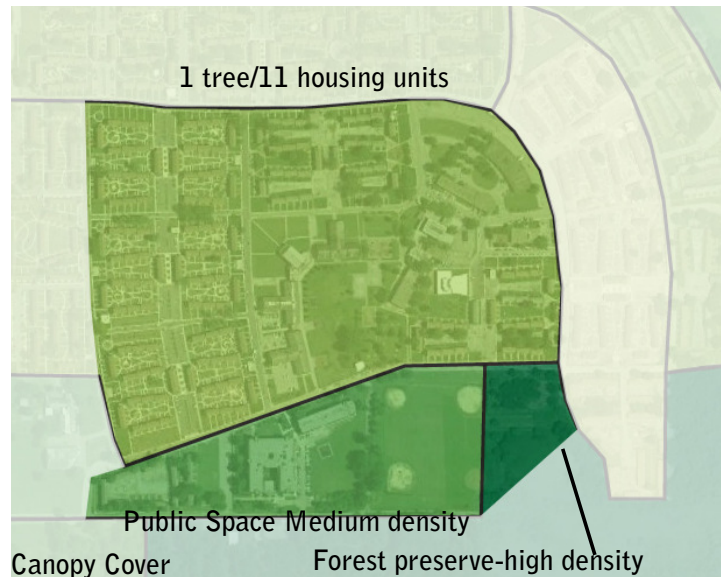 1 tree/11 housing units
Public Space Medium density
Forest preserve-high density
Canopy Cover